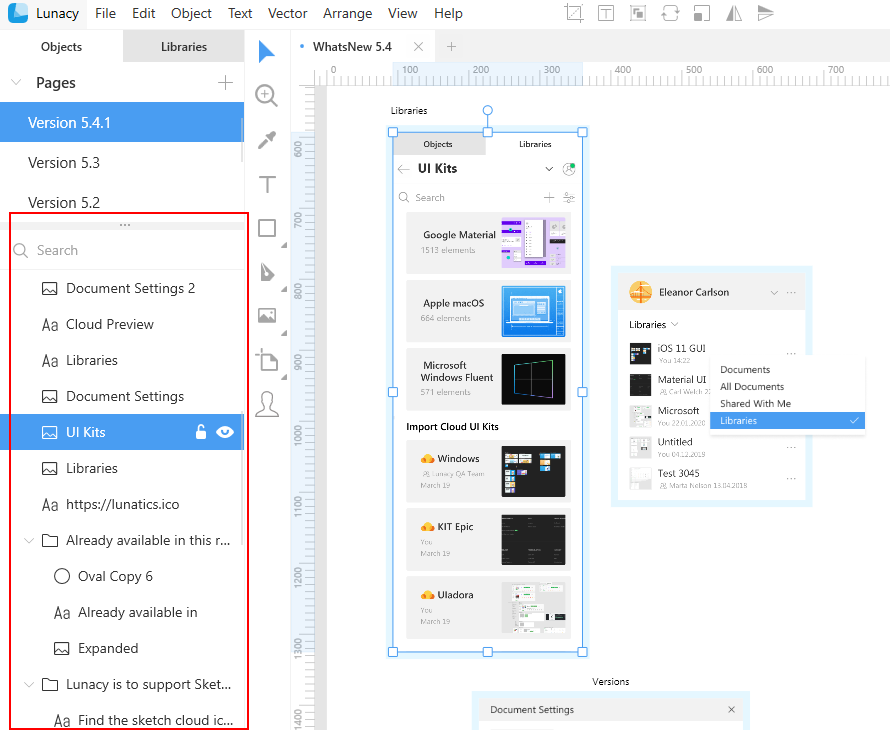 Lunacy File Edit Object Text Vector Arrange View Help
Objects Libraries
WhatsNew 5.4
Pages
0 100 200 300 400 500 600 700
Version 5.4.1
Version 5.3
Version 5.2
Search
Document Settings 2
Aa Cloud Preview
Aa Libraries
Document Settings
UI Kits
Libraries
Aa https://lunatics.ico
Already available in this r...
Oval Copy 6
Aa Already available in
Expanded
Lunacy is to support Sket...
Aa Find the sketch cloud ic...
T
600
700
800
900
1000
1100
1200
1300
1400
Libraries
Objects Libraries
UI Kits
Search
Google Material
1513 elements
Apple macOS
664 elements
Microsoft
Windows Fluent
571 elements
Import Cloud UI Kits
Windows
Lunacy QA Team
March 19
KIT Epic
You
March 19
UIadora
You
March 19
Eleanor Carlson
Libraries
iOS 11 GUI
You 14:22
Material UI
Carl Welch 22
Microsoft
You 22.01.2020
Untitled
You 04.12.2019
Test 3045
Marta Nelson 13.04.2018
Documents
All Documents
Shared With Me
Libraries
Versions
Document Settings